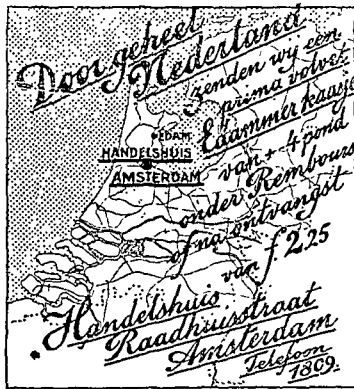 Door geheel
Nederland
zenden wy een
prima volvet
Edammer kaasje
van ± 4 pond
onder Rembours
of na ontvangst
van f 2.25
EDAM
HANDELSHUIS
AMSTERDAM
Handelshuis
Raadhuisstraat
Amsterdam
Telefoon
1809.